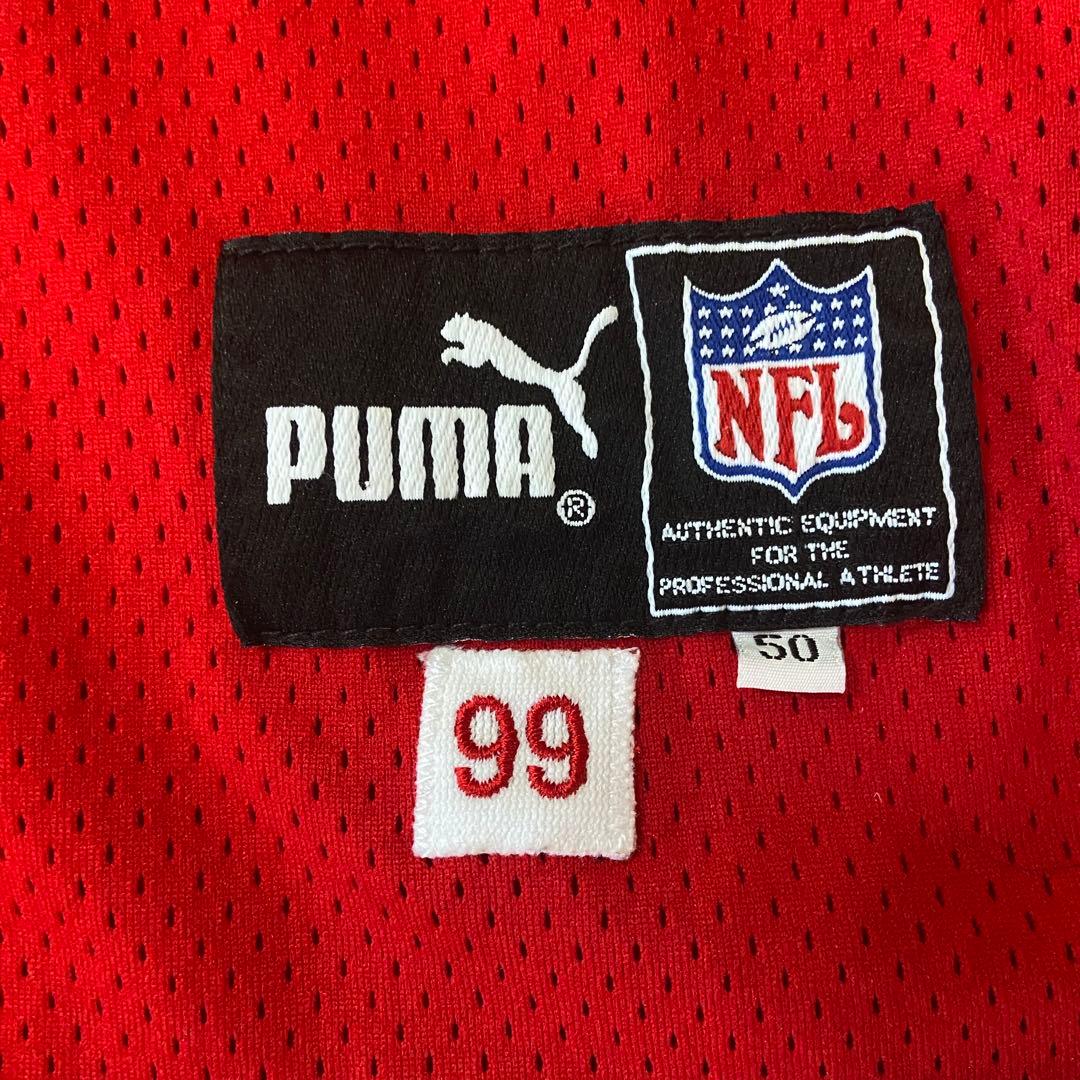 PUMA
®
NFL
AUTHENTIC EQUIPMENT
FOR THE
PROFESSIONAL ATHLETE
50
99